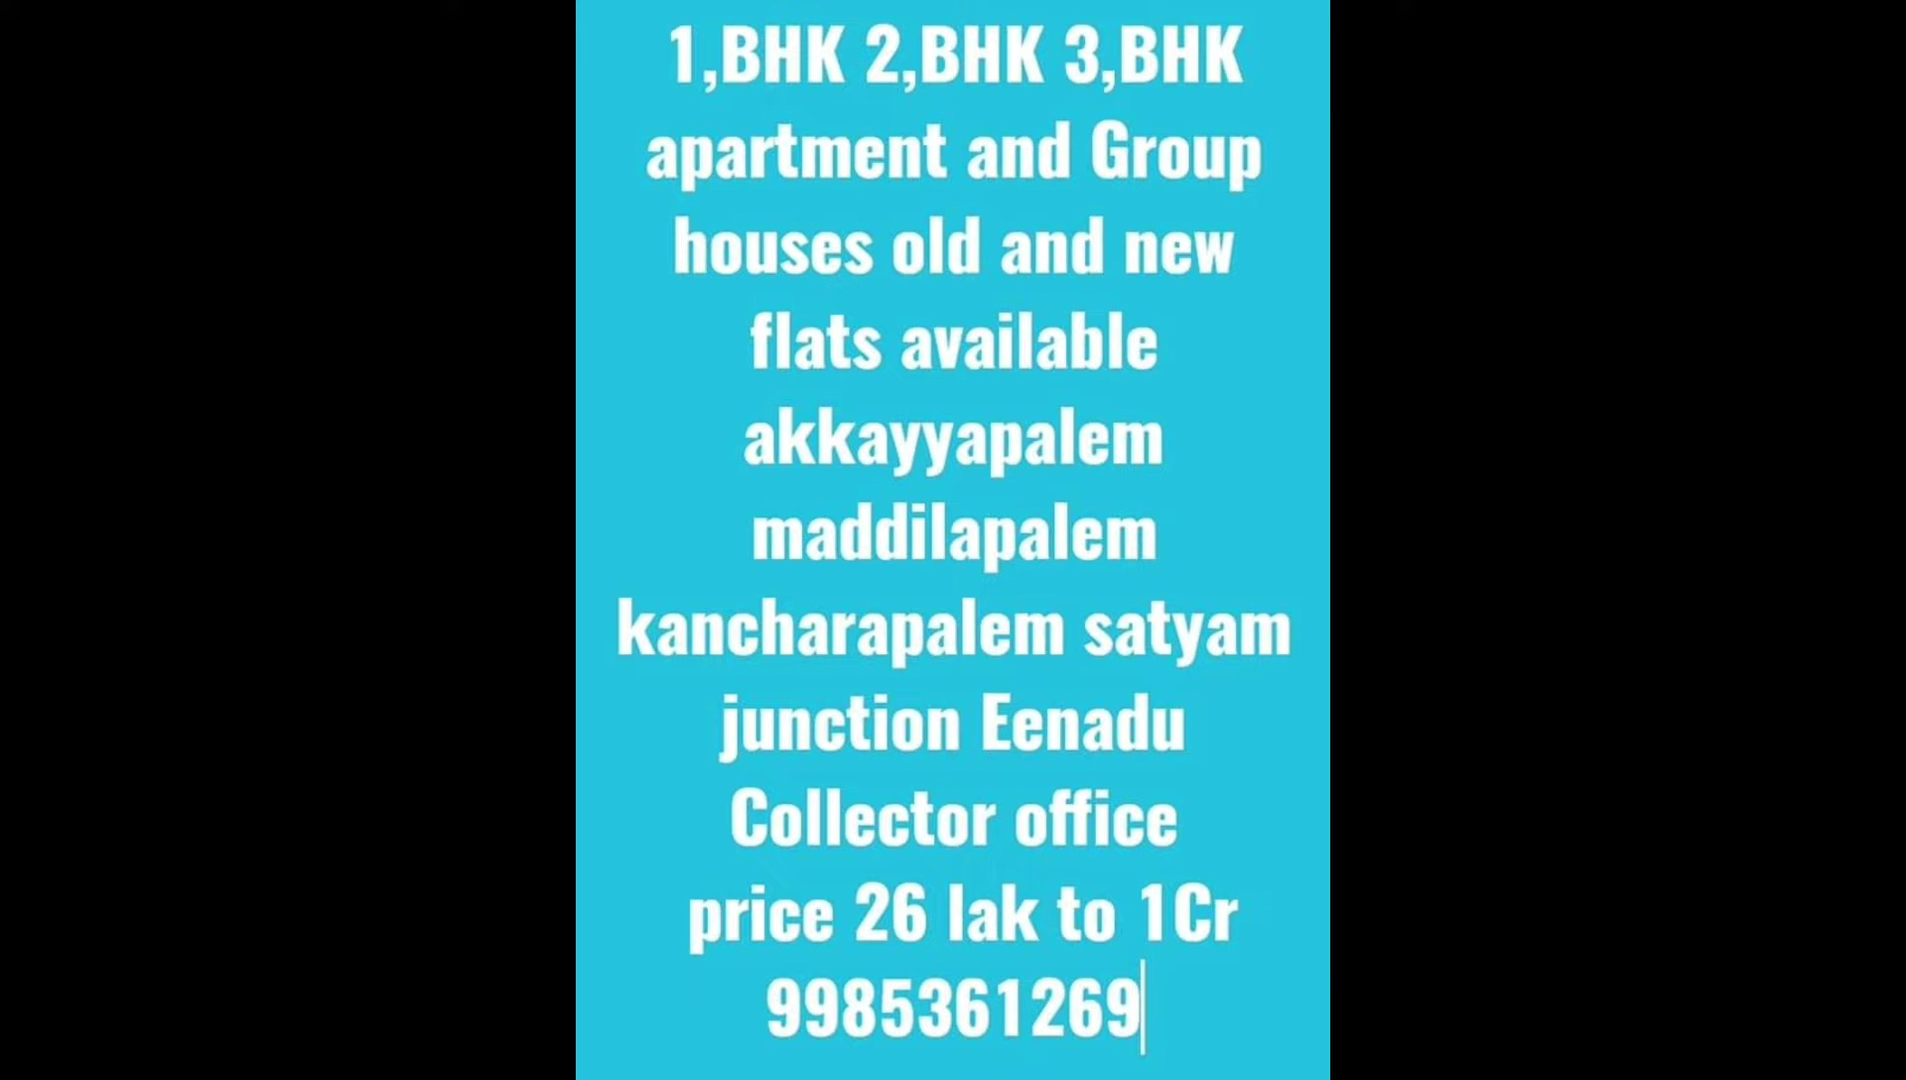 1,BHK 2,BHK 3,BHK
apartment and Group
houses old and new
flats available
akkayyapalem
maddilapalem
kancharapalem satyam
junction Eenadu
Collector office
price 26 lak to 1Cr
9985361269